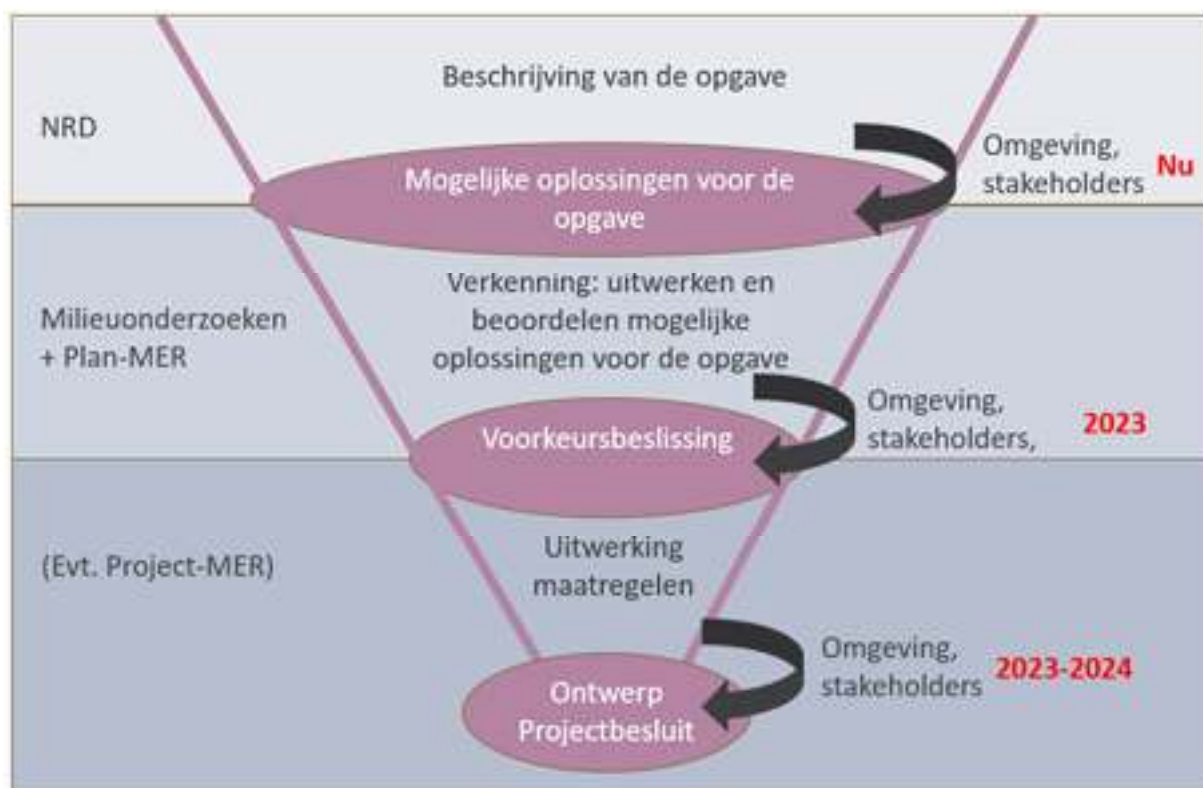 Beschrijving van de opgave
NRD
Omgeving,
stakeholders
Nu
Mogelijke oplossingen voor de
opgave
Verkenning: uitwerken en
beoordelen mogelijke
oplossingen voor de opgave
Milieuonderzoeken
+ Plan-MER
Omgeving,
stakeholders,
2023
Voorkeursbeslissing
(Evt. Project-MER)
Uitwerking
maatregelen
Omgeving,
stakeholders
2023-2024
Ontwerp
Projectbesluit